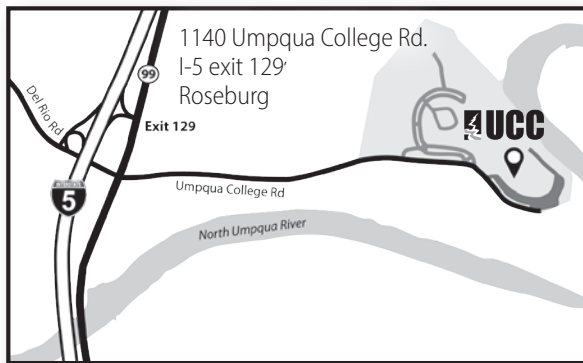 1140 Umpqua College Rd.
I-5 exit 129'
Roseburg
99
Del Rio Rd
Exit 129
UCC
INTERSTATE
5
Umpqua College Rd
North Umpqua River